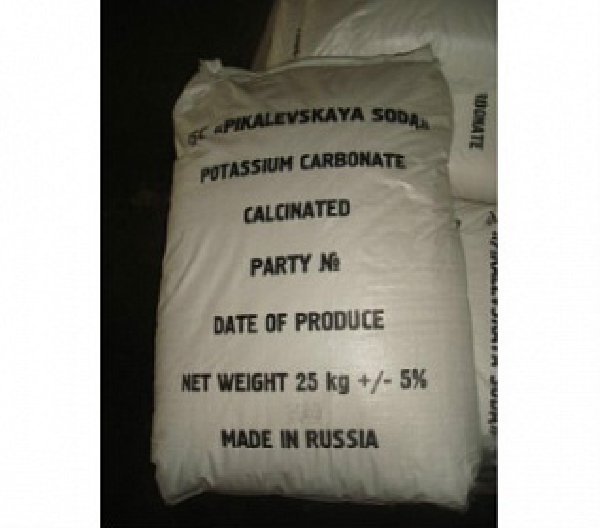 «PIKALEVSKAYA SODA»
POTASSIUM CARBONATE
CALCINATED
PARTY №
DATE OF PRODUCE
NET WEIGHT 25 kg +/- 5%
MADE IN RUSSIA